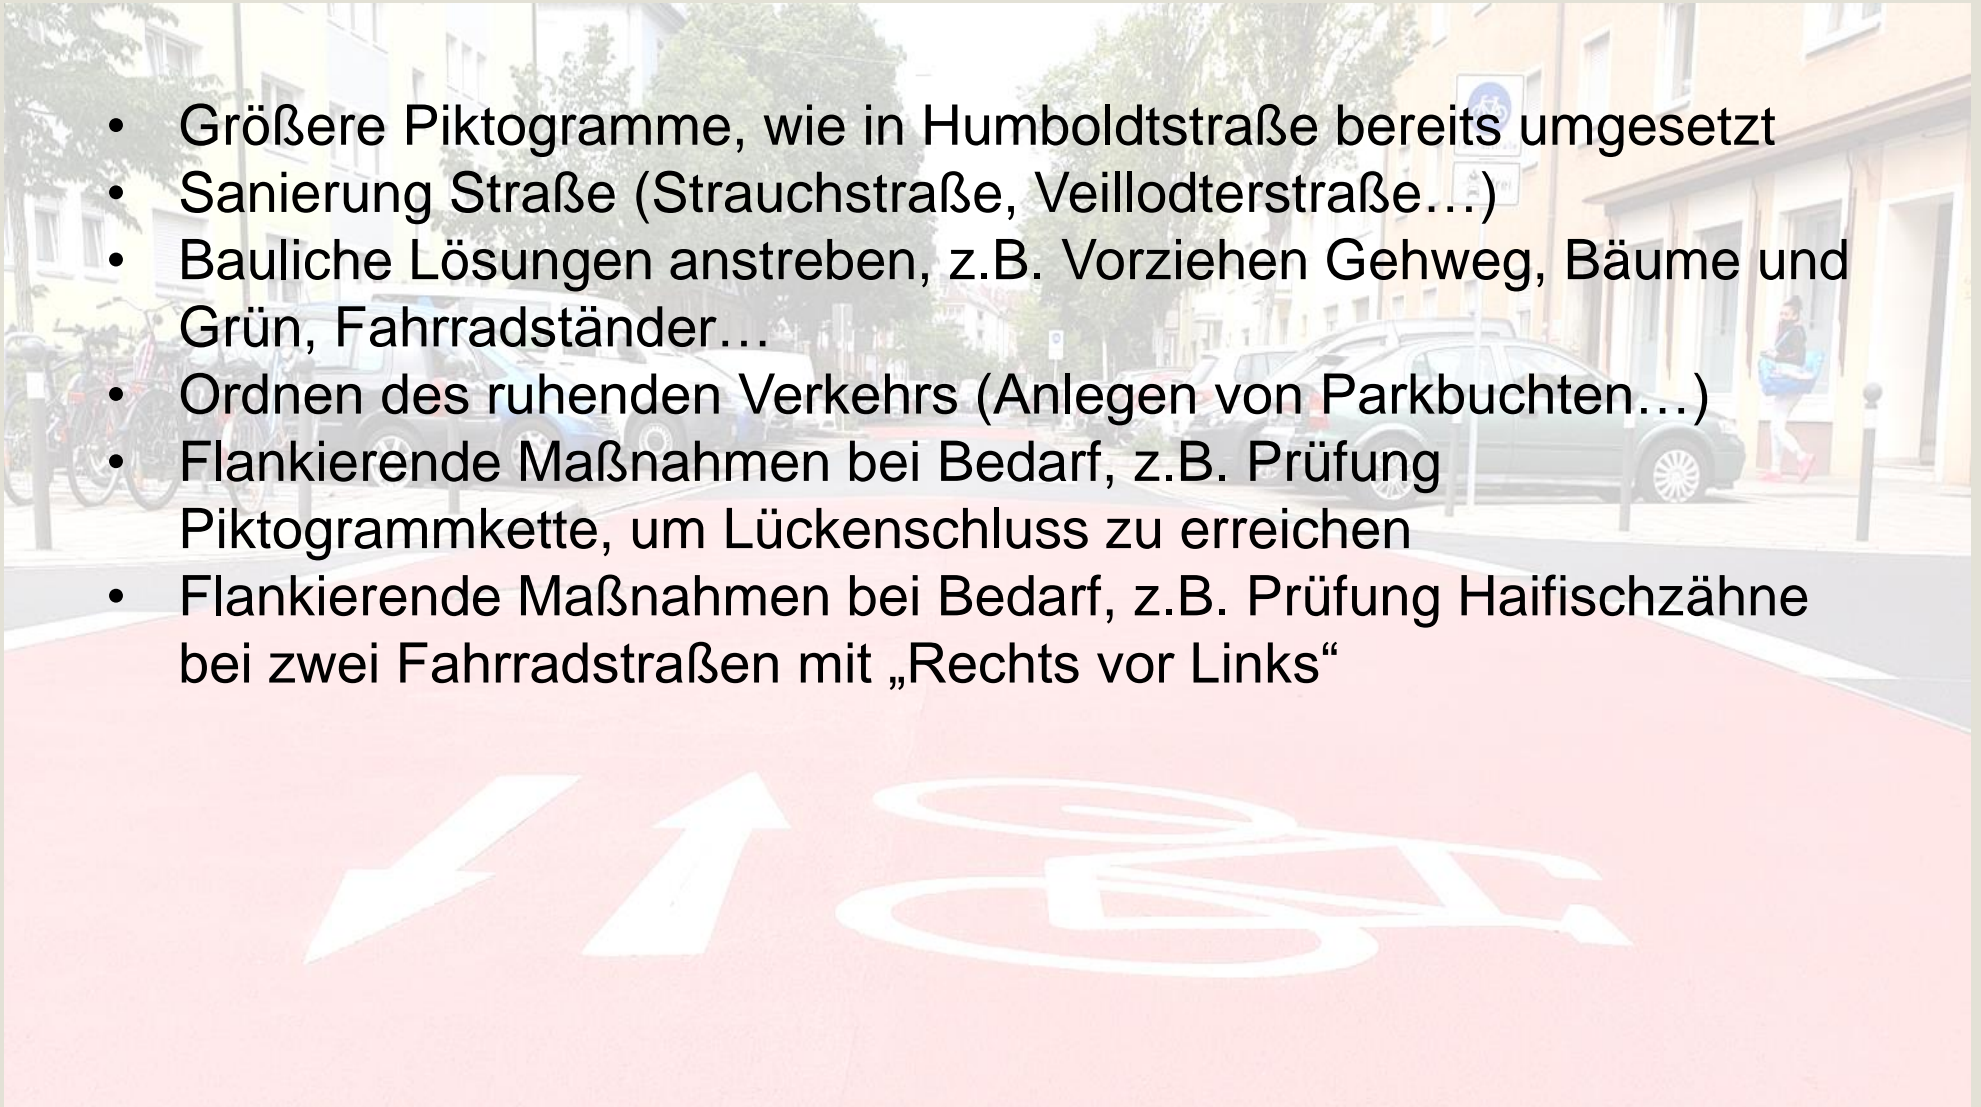 • Größere Piktogramme, wie in Humboldtstraße bereits umgesetzt
• Sanierung Straße (Strauchstraße, Veillodterstraße…)
• Bauliche Lösungen anstreben, z.B. Vorziehen Gehweg, Bäume und
Grün, Fahrradständer…
• Ordnen des ruhenden Verkehrs (Anlegen von Parkbuchten…)
• Flankierende Maßnahmen bei Bedarf, z.B. Prüfung
Piktogrammkette, um Lückenschluss zu erreichen
• Flankierende Maßnahmen bei Bedarf, z.B. Prüfung Haifischzähne
bei zwei Fahrradstraßen mit „Rechts vor Links“